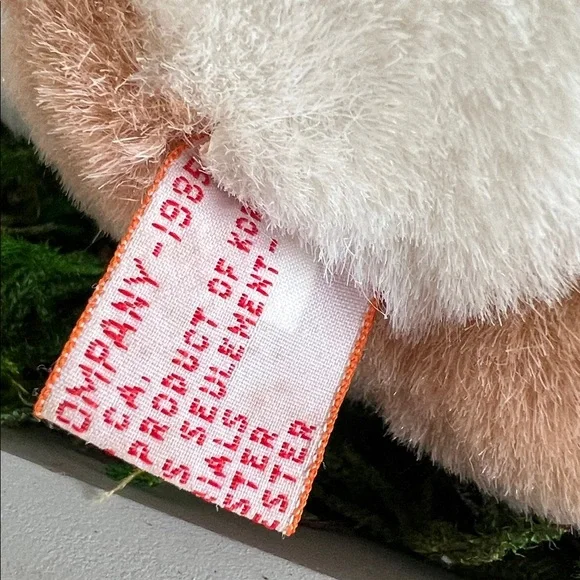 OMPANY-1985
CA.
PRODUCT OF KO
S SEULEMENT-
IALS
STER
ESTER